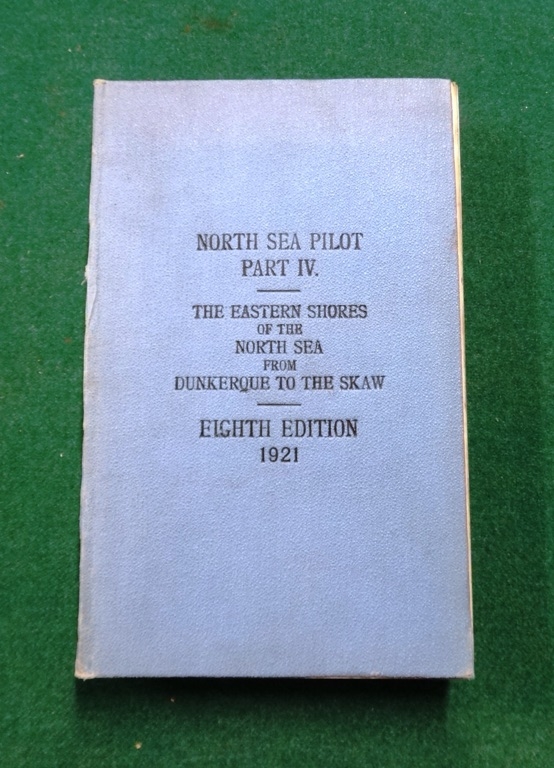 NORTH SEA PILOT
PART IV.
THE EASTERN SHORES
OF THE
NORTH SEA
FROM
DUNKERQUE TO THE SKAW
EIGHTH EDITION
1921